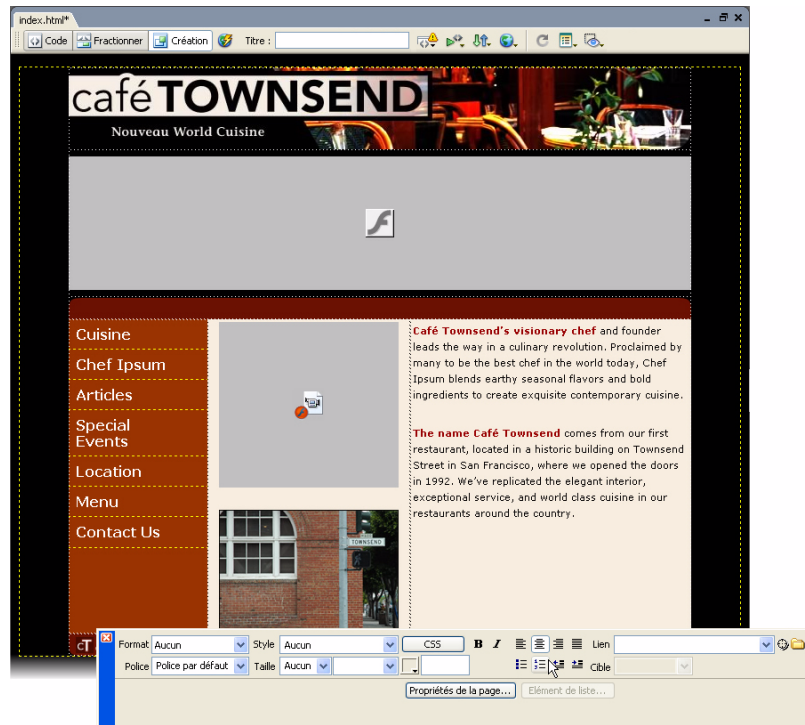 index.html*
Code
Fractionner
Création
Titre :
café TOWNSEND
Nouveau World Cuisine
Cuisine
Chef Ipsum
Articles
Special
Events
Location
Menu
Contact Us
Café Townsend's visionary chef and founder
leads the way in a culinary revolution. Proclaimed by
many to be the best chef in the world today, Chef
Ipsum blends earthy seasonal flavors and bold
ingredients to create exquisite contemporary cuisine.
The name Café Townsend comes from our first
restaurant, located in a historic building on Townsend
Street in San Francisco, where we opened the doors
in 1992. We've replicated the elegant interior,
exceptional service, and world class cuisine in our
restaurants around the country.
TOWNSEND
cT
Format Aucun Style Aucun CSS B I Lien
Police Police par défaut Taille Aucun Cible
Propriétés de la page... Elément de liste...